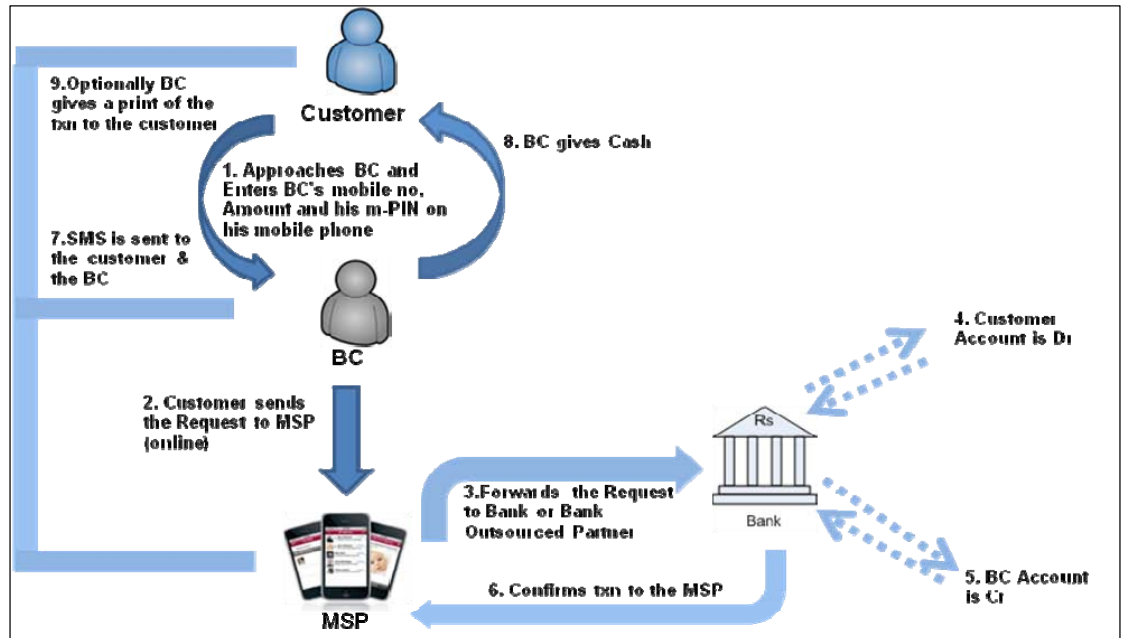 Customer
9.Optionally BC
gives a print of the
txn to the customer
8. BC gives Cash
1. Approaches BC and
Enters BC's mobile no,
Amount and his m-PIN on
his mobile phone
7.SMS is sent to
the customer &
the BC
BC
4. Customer
Account is Dr
2. Customer sends
the Request to MSP
(online)
Rs
Bank
3.Forwards the Request
to Bank or Bank
Outsourced Partner
5. BC Account
is Cr
6. Confirms txn to the MSP
MSP